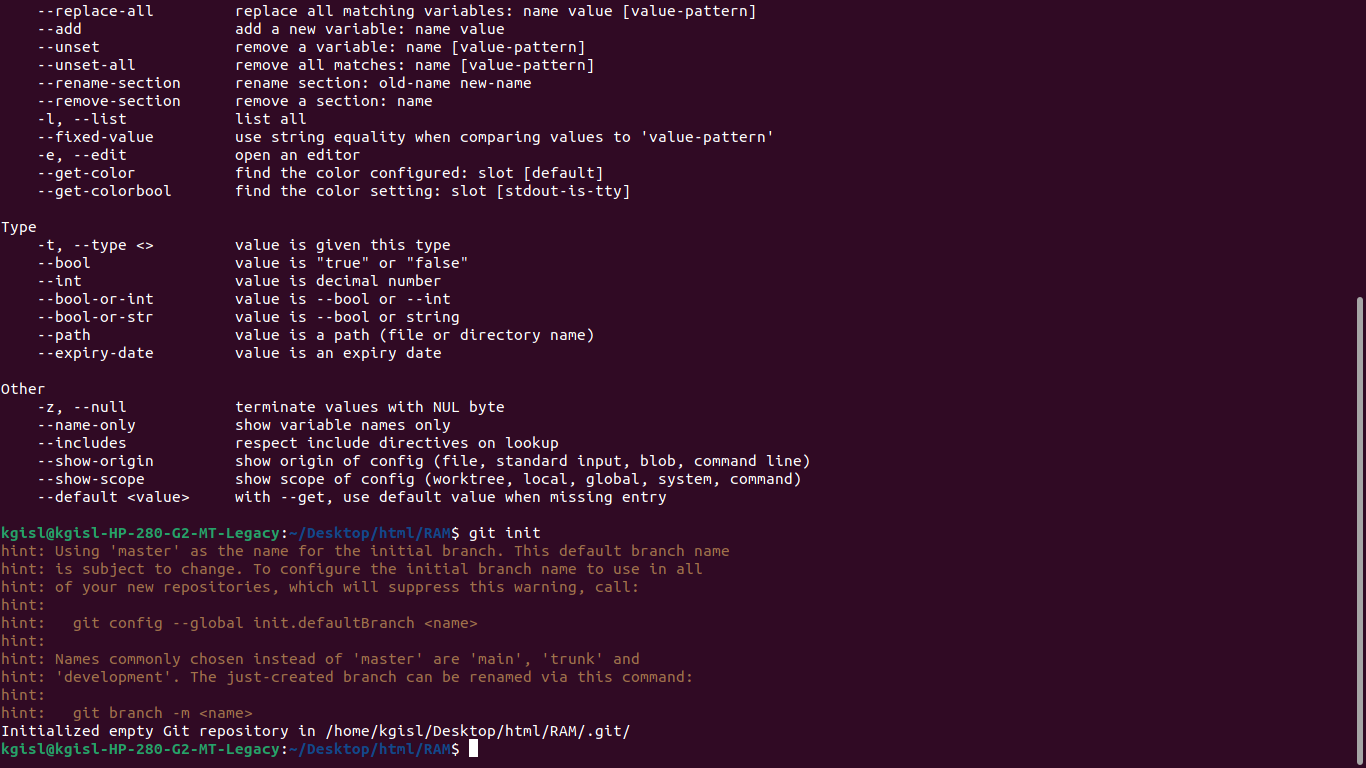 --replace-all         replace all matching variables: name value [value-pattern]
    --add                 add a new variable: name value
    --unset               remove a variable: name [value-pattern]
    --unset-all           remove all matches: name [value-pattern]
    --rename-section      rename section: old-name new-name
    --remove-section      remove a section: name
    -l, --list            list all
    --fixed-value         use string equality when comparing values to 'value-pattern'
    -e, --edit            open an editor
    --get-color           find the color configured: slot [default]
    --get-colorbool       find the color setting: slot [stdout-is-tty]

Type
    -t, --type <>         value is given this type
    --bool                value is "true" or "false"
    --int                 value is decimal number
    --bool-or-int         value is --bool or --int
    --bool-or-str         value is --bool or string
    --path                value is a path (file or directory name)
    --expiry-date         value is an expiry date

Other
    -z, --null            terminate values with NUL byte
    --name-only           show variable names only
    --includes            respect include directives on lookup
    --show-origin         show origin of config (file, standard input, blob, command line)
    --show-scope          show scope of config (worktree, local, global, system, command)
    --default <value>     with --get, use default value when missing entry

kgisl@kgisl-HP-280-G2-MT-Legacy:~/Desktop/html/RAM$ git init
hint: Using 'master' as the name for the initial branch. This default branch name
hint: is subject to change. To configure the initial branch name to use in all
hint: of your new repositories, which will suppress this warning, call:
hint:
hint:   git config --global init.defaultBranch <name>
hint:
hint: Names commonly chosen instead of 'master' are 'main', 'trunk' and
hint: 'development'. The just-created branch can be renamed via this command:
hint:
hint:   git branch -m <name>
Initialized empty Git repository in /home/kgisl/Desktop/html/RAM/.git/
kgisl@kgisl-HP-280-G2-MT-Legacy:~/Desktop/html/RAM$